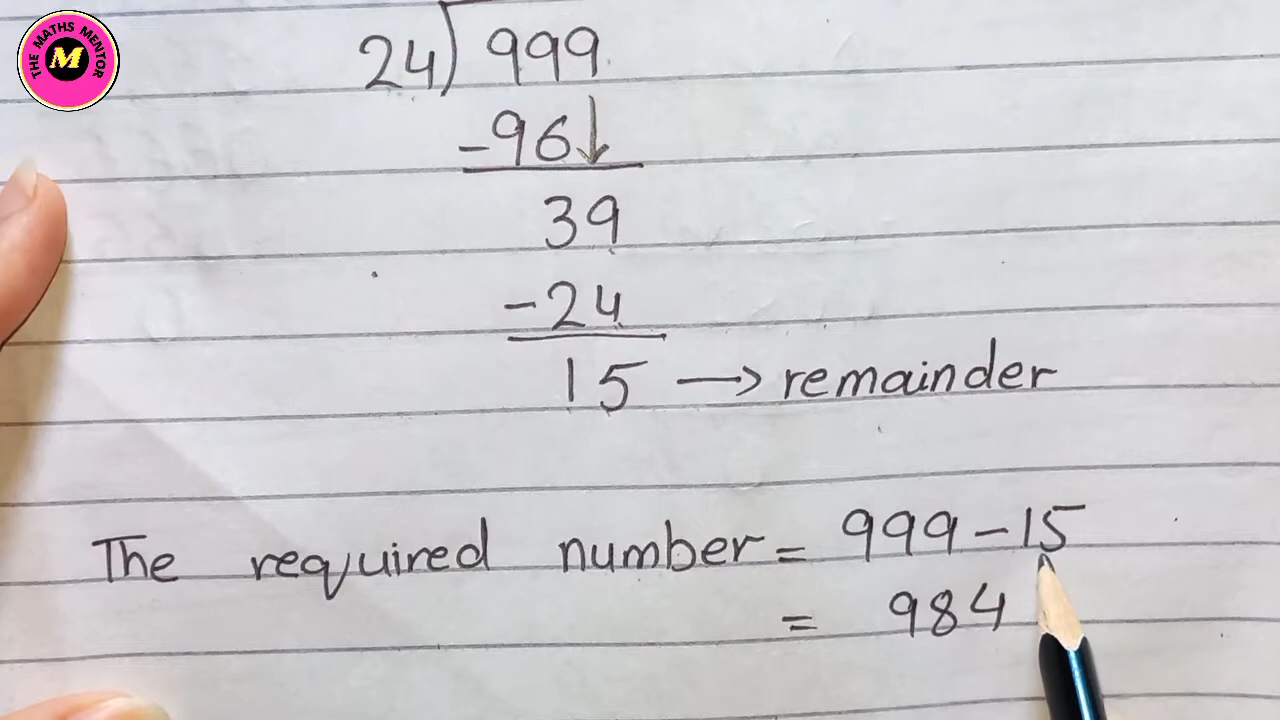 THE MATHS MENTOR
M
24) 999
-96↓
39
-24
15 → remainder
The required number = 999 - 15
= 984